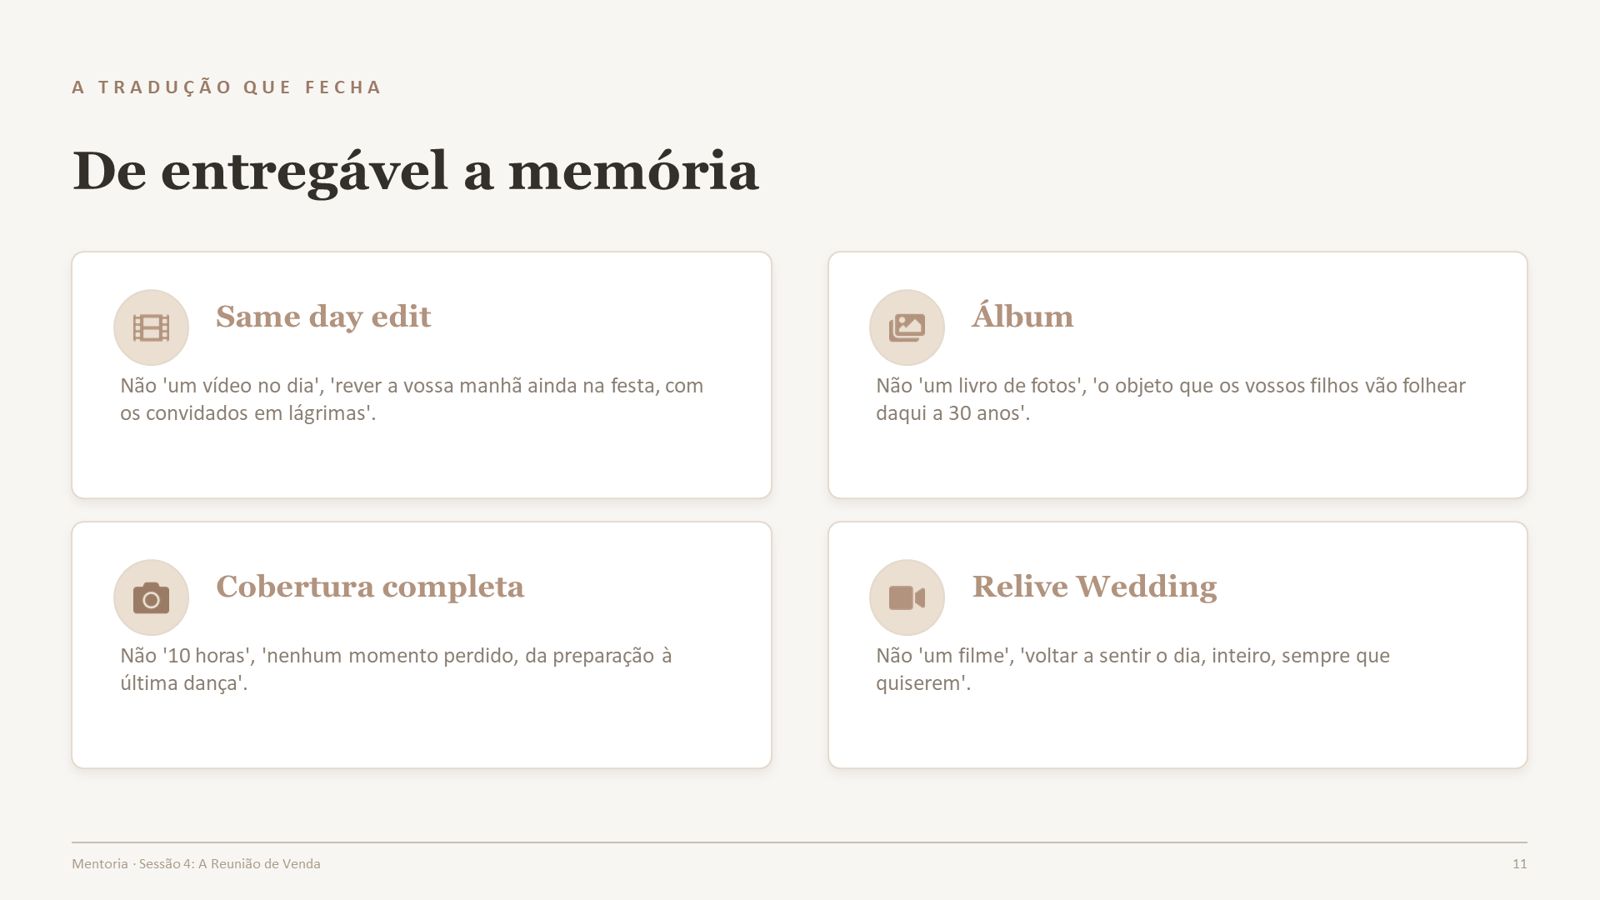 A TRADUÇÃO QUE FECHA
De entregável a memória
Same day edit
Não 'um vídeo no dia', 'rever a vossa manhã ainda na festa, com
os convidados em lágrimas'.
Álbum
Não 'um livro de fotos', 'o objeto que os vossos filhos vão folhear
daqui a 30 anos'.
Cobertura completa
Não '10 horas', 'nenhum momento perdido, da preparação à
última dança'.
Relive Wedding
Não 'um filme', 'voltar a sentir o dia, inteiro, sempre que
quiserem'.
Mentoria · Sessão 4: A Reunião de Venda
11